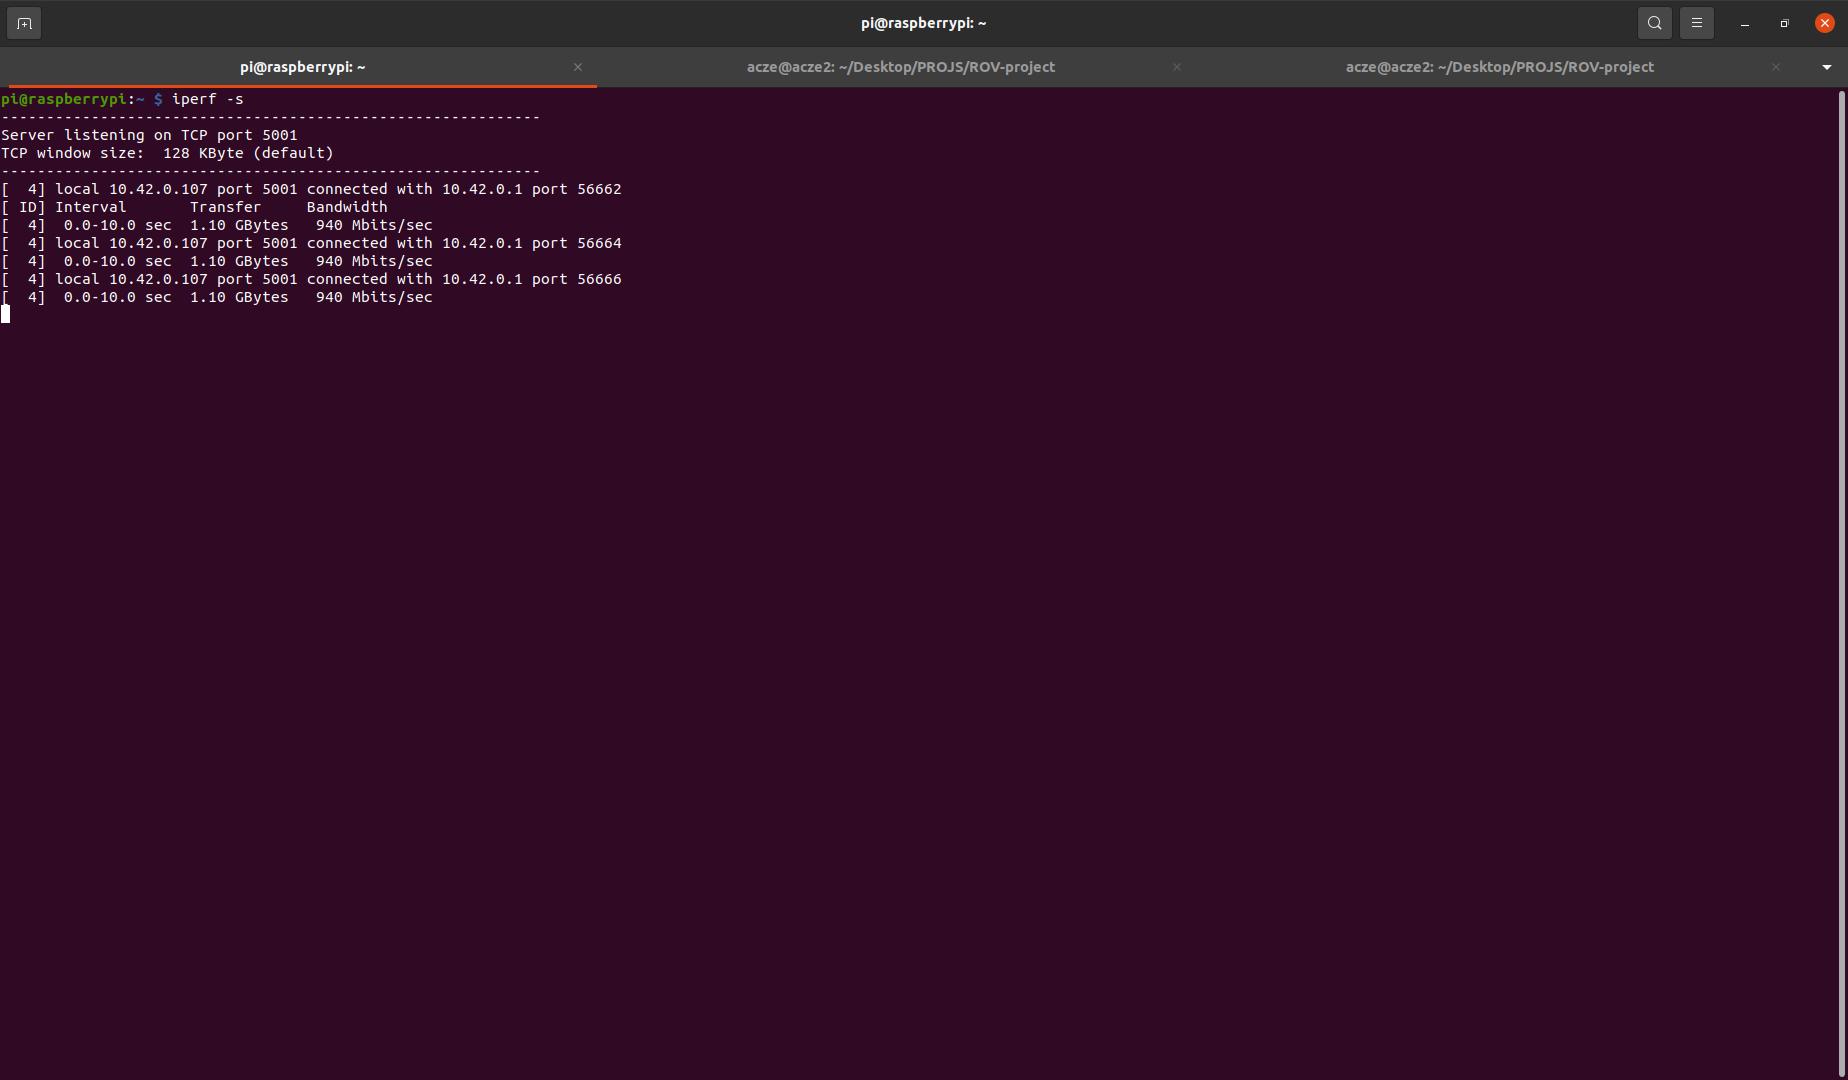 pi@raspberrypi: ~
pi@raspberrypi: ~
acze@acze2: ~/Desktop/PROJS/ROV-project
acze@acze2: ~/Desktop/PROJS/ROV-project
pi@raspberrypi:~ $ iperf -s
------------------------------------------------------------
Server listening on TCP port 5001
TCP window size:  128 KByte (default)
------------------------------------------------------------
[  4] local 10.42.0.107 port 5001 connected with 10.42.0.1 port 56662
[ ID] Interval       Transfer     Bandwidth
[  4]  0.0-10.0 sec  1.10 GBytes   940 Mbits/sec
[  4] local 10.42.0.107 port 5001 connected with 10.42.0.1 port 56664
[  4]  0.0-10.0 sec  1.10 GBytes   940 Mbits/sec
[  4] local 10.42.0.107 port 5001 connected with 10.42.0.1 port 56666
[  4]  0.0-10.0 sec  1.10 GBytes   940 Mbits/sec